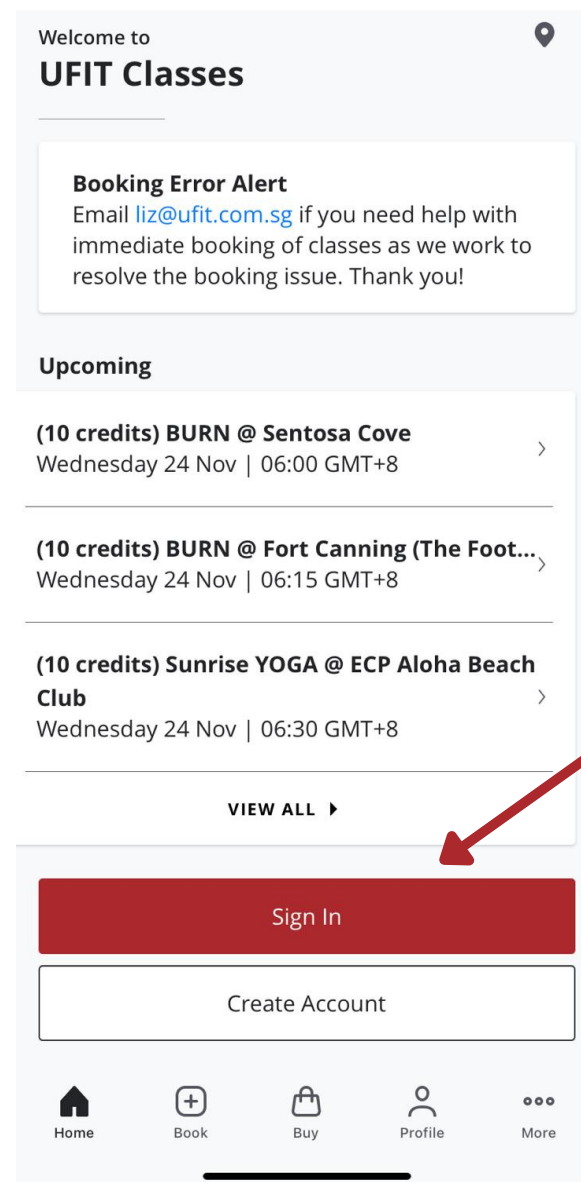 Welcome to
UFIT Classes
Booking Error Alert
Email liz@ufit.com.sg if you need help with
immediate booking of classes as we work to
resolve the booking issue. Thank you!
Upcoming
(10 credits) BURN @ Sentosa Cove
Wednesday 24 Nov | 06:00 GMT+8
(10 credits) BURN @ Fort Canning (The Foot...
Wednesday 24 Nov | 06:15 GMT+8
(10 credits) Sunrise YOGA @ ECP Aloha Beach
Club
Wednesday 24 Nov | 06:30 GMT+8
VIEW ALL
Sign In
Create Account
Home Book Buy Profile More